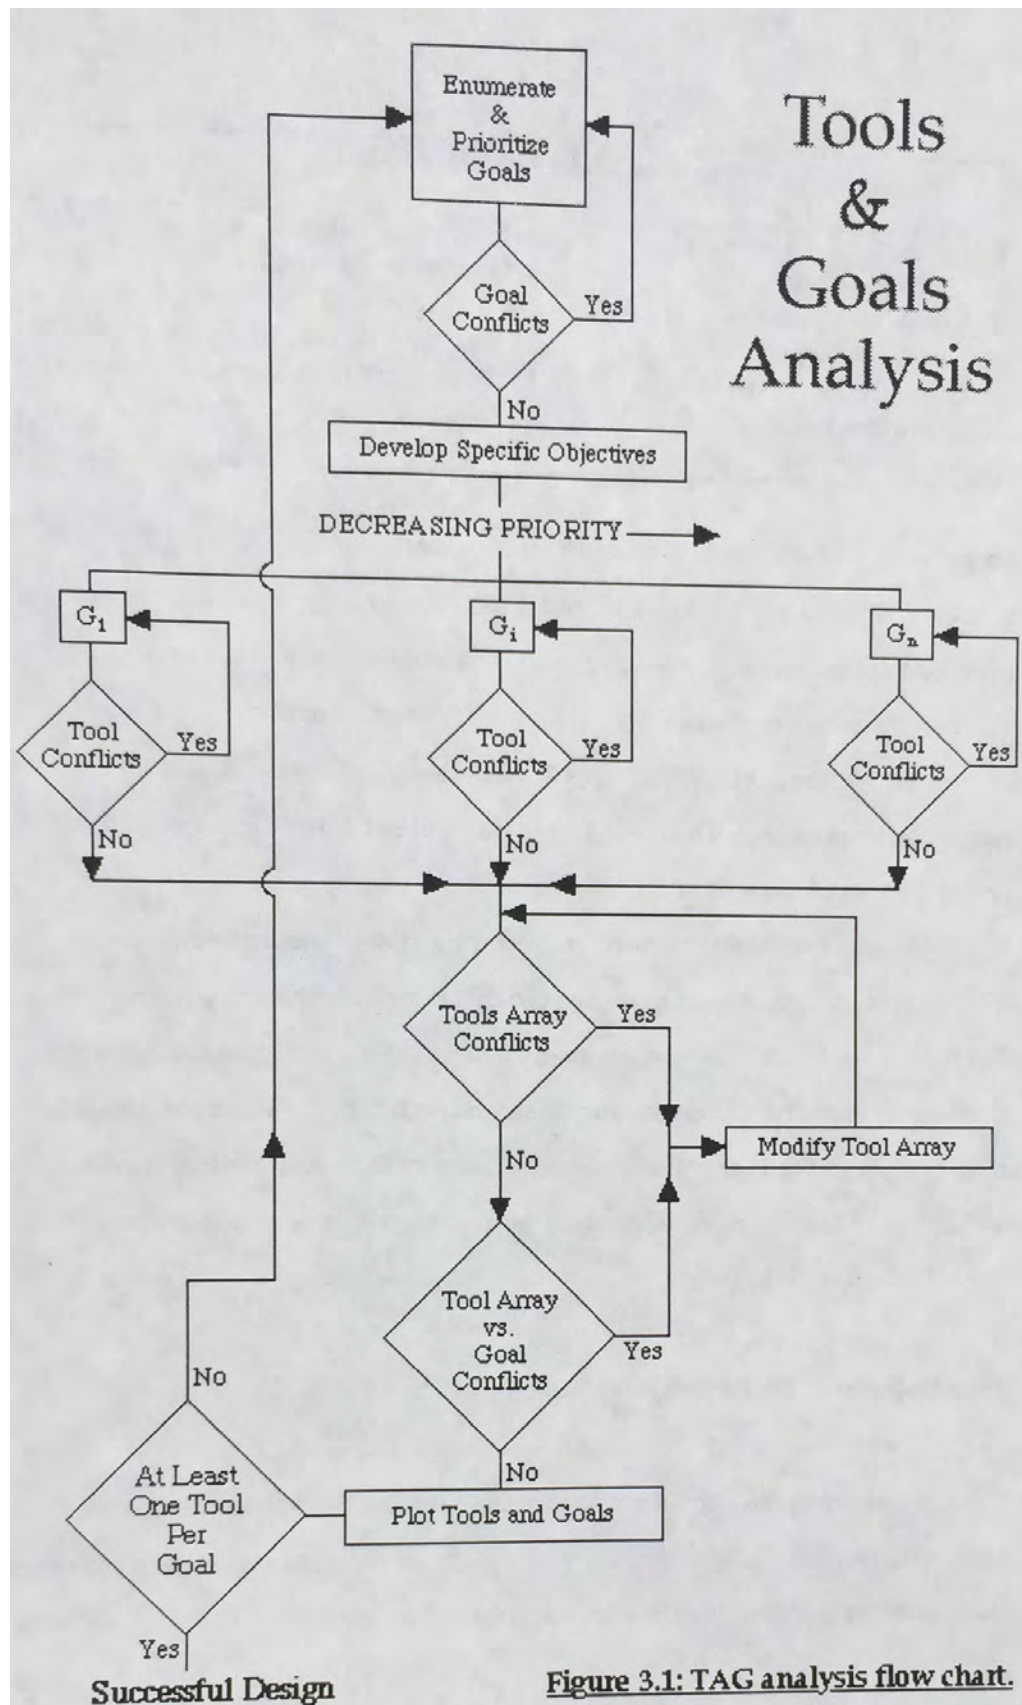 Tools
&
Goals
Analysis
Enumerate
&
Prioritize
Goals
Goal
Conflicts
Yes
No
Develop Specific Objectives
DECREASING PRIORITY
G1
Gi
Gn
Tool
Conflicts
Yes
Tool
Conflicts
Yes
Tool
Conflicts
Yes
No
No
No
Tools Array
Conflicts
Yes
Modify Tool Array
No
Tool Array
vs.
Goal
Conflicts
Yes
No
No
At Least
One Tool
Per
Goal
Plot Tools and Goals
Yes
Successful Design
Figure 3.1: TAG analysis flow chart.